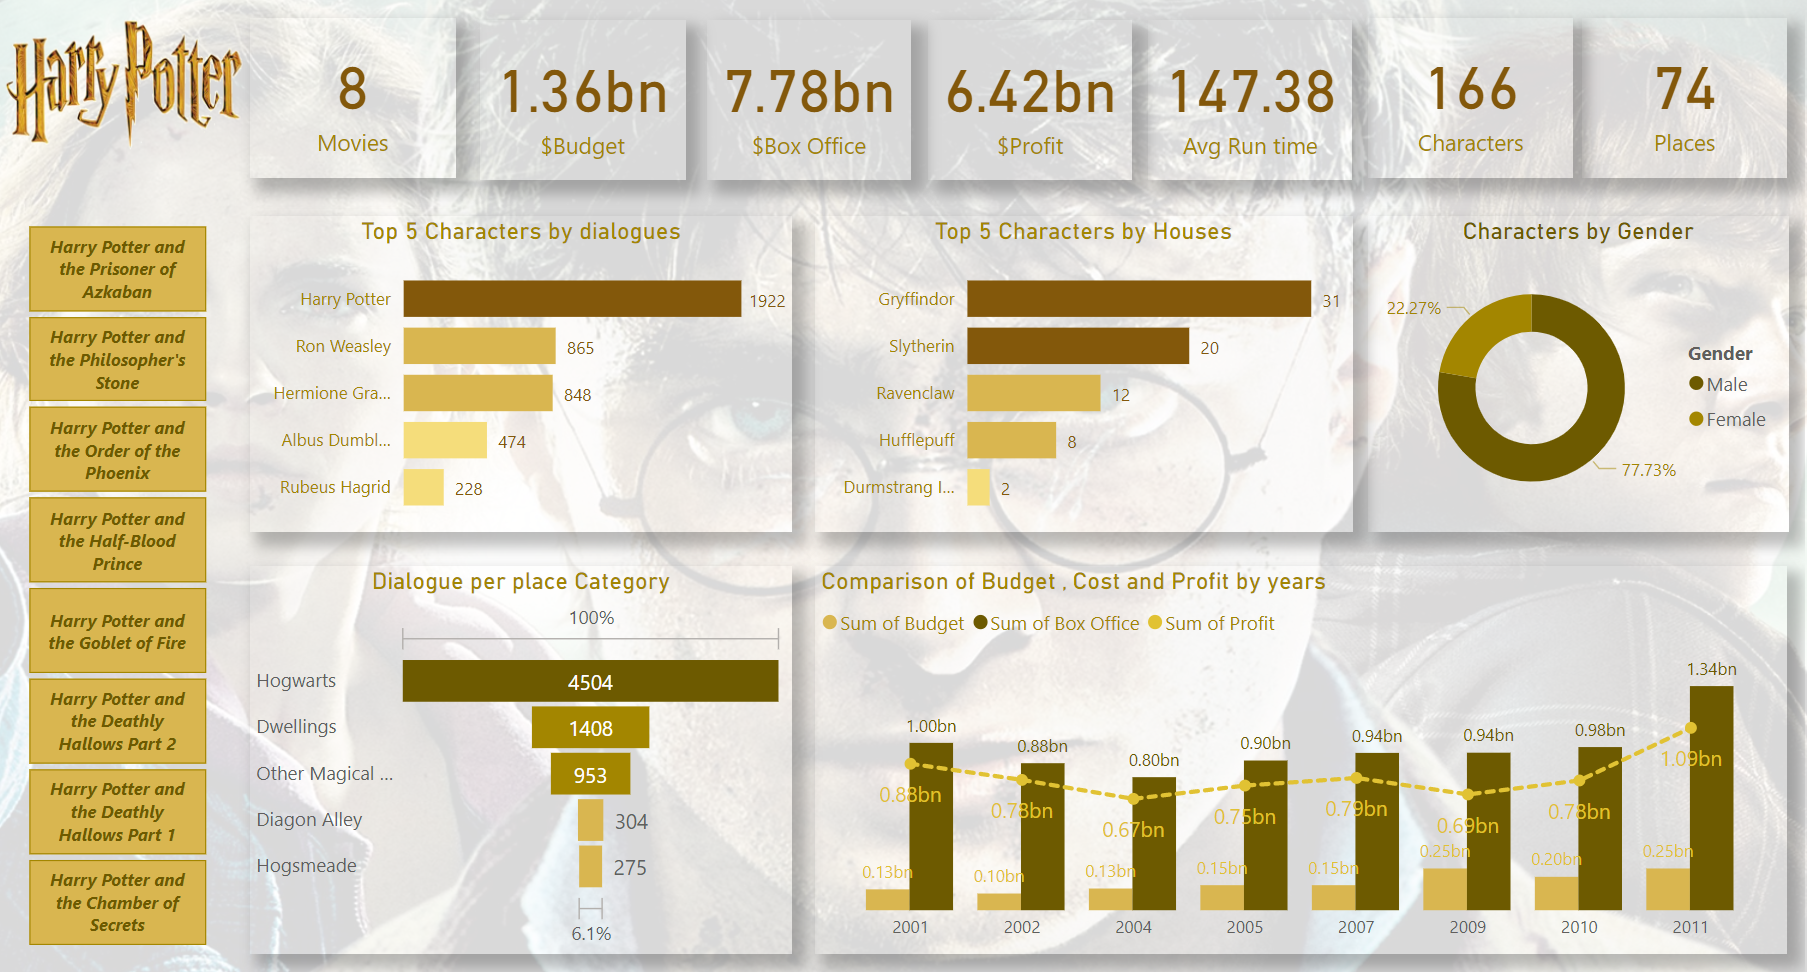 Harry Potter
8
Movies
1.36bn
$Budget
7.78bn
$Box Office
6.42bn
$Profit
147.38
Avg Run time
166
Characters
74
Places
Harry Potter and
the Prisoner of
Azkaban
Harry Potter and
the Philosopher's
Stone
Harry Potter and
the Order of the
Phoenix
Harry Potter and
the Half-Blood
Prince
Harry Potter and
the Goblet of Fire
Harry Potter and
the Deathly
Hallows Part 2
Harry Potter and
the Deathly
Hallows Part 1
Harry Potter and
the Chamber of
Secrets
Top 5 Characters by dialogues
Harry Potter 1922
Ron Weasley 865
Hermione Gra... 848
Albus Dumbl... 474
Rubeus Hagrid 228
Top 5 Characters by Houses
Gryffindor 31
Slytherin 20
Ravenclaw 12
Hufflepuff 8
Durmstrang I... 2
Characters by Gender
22.27%
77.73%
Gender
Male
Female
Dialogue per place Category
100%
Hogwarts 4504
Dwellings 1408
Other Magical ... 953
Diagon Alley 304
Hogsmeade 275
6.1%
Comparison of Budget , Cost and Profit by years
Sum of Budget Sum of Box Office Sum of Profit
1.00bn 0.88bn 0.80bn 0.90bn 0.94bn 0.94bn 0.98bn 1.34bn
0.88bn 0.78bn 0.67bn 0.75bn 0.79bn 0.69bn 0.78bn 1.09bn
0.13bn 0.10bn 0.13bn 0.15bn 0.15bn 0.25bn 0.20bn 0.25bn
2001 2002 2004 2005 2007 2009 2010 2011